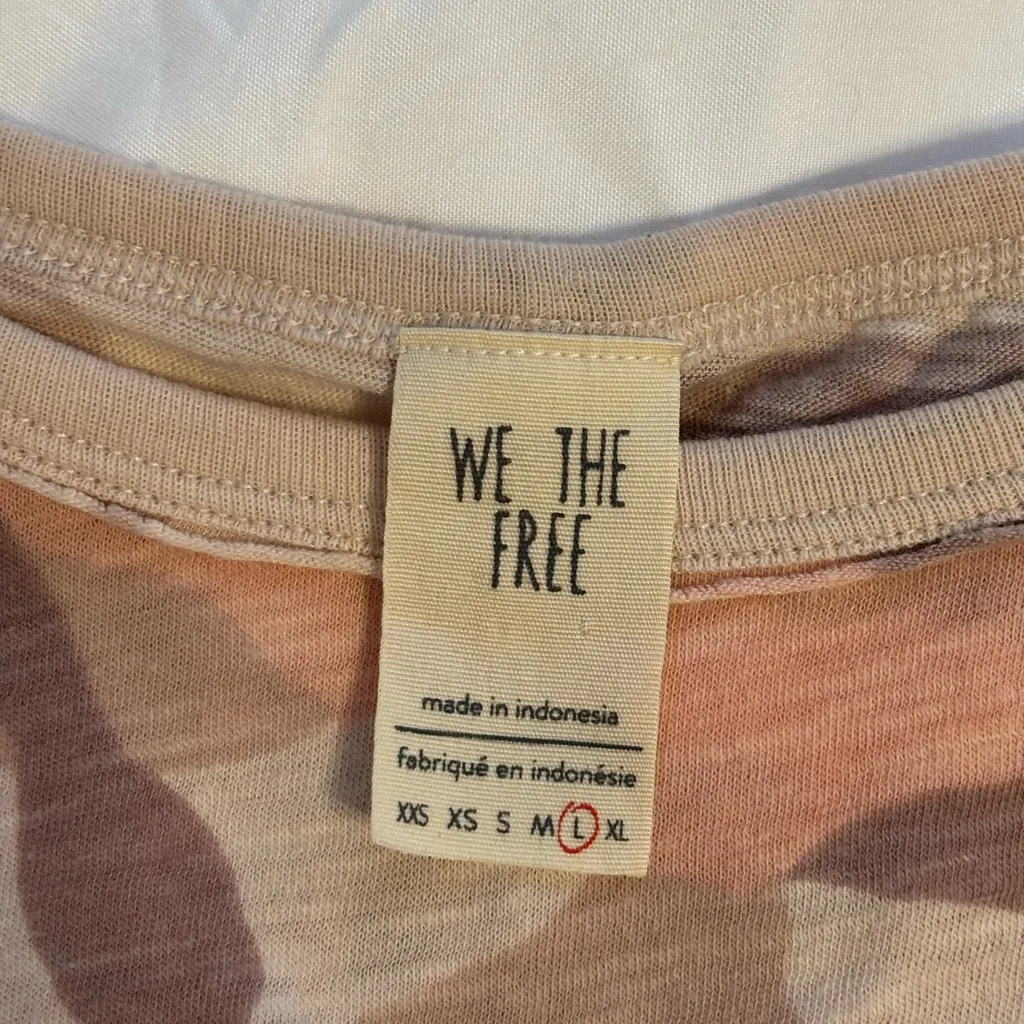 WE THE
FREE
made in indonesia
fabriqué en indonésie
XXS XS S M L XL